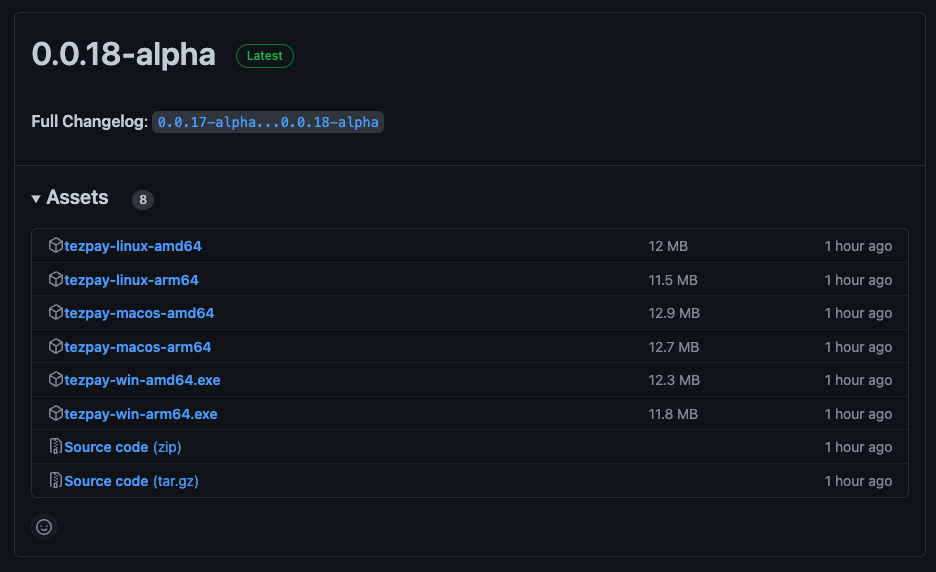 0.0.18-alpha Latest
Full Changelog: 0.0.17-alpha...0.0.18-alpha
Assets 8
tezpay-linux-amd64 12 MB 1 hour ago
tezpay-linux-arm64 11.5 MB 1 hour ago
tezpay-macos-amd64 12.9 MB 1 hour ago
tezpay-macos-arm64 12.7 MB 1 hour ago
tezpay-win-amd64.exe 12.3 MB 1 hour ago
tezpay-win-arm64.exe 11.8 MB 1 hour ago
Source code (zip) 1 hour ago
Source code (tar.gz) 1 hour ago